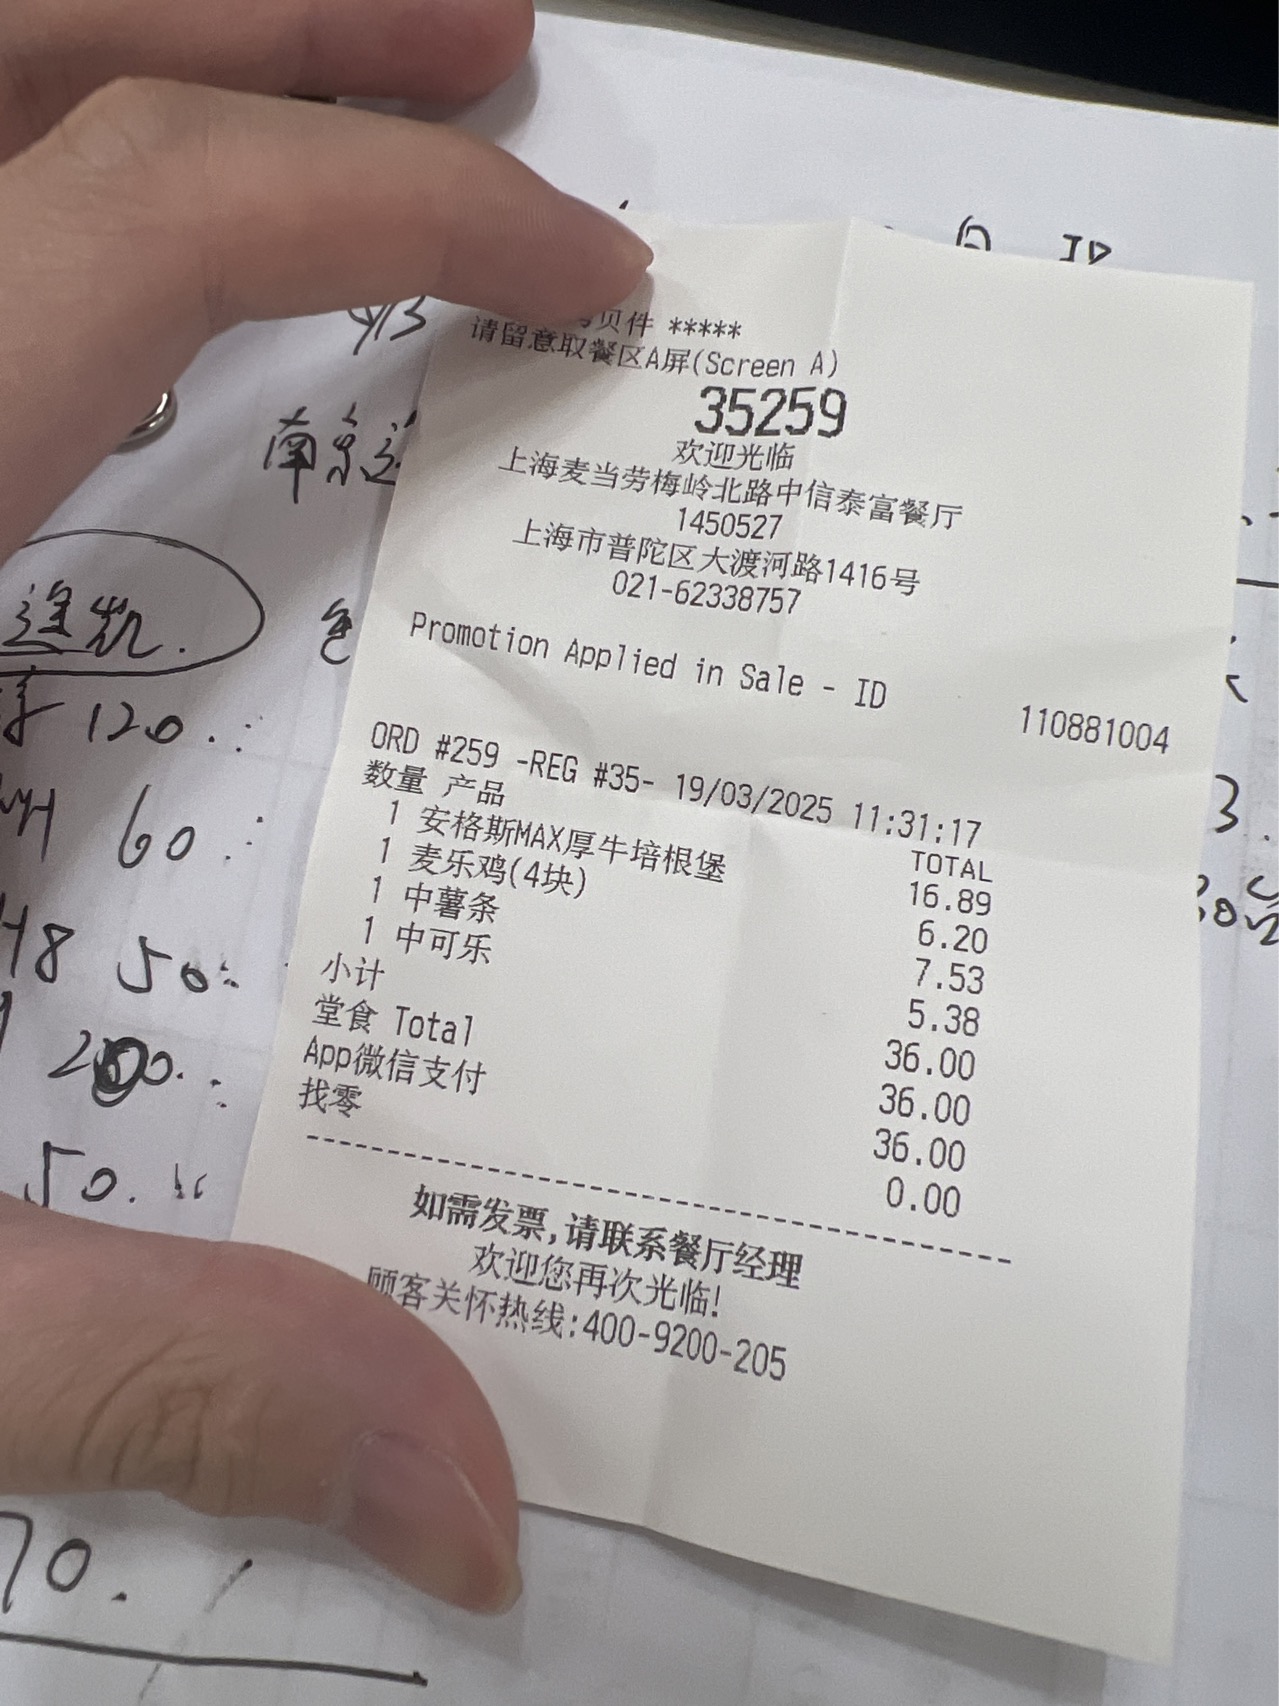 贝件 *****
请留意取餐区A屏(Screen A)
35259
欢迎光临
上海麦当劳梅岭北路中信泰富餐厅
1450527
上海市普陀区大渡河路1416号
021-62338757
Promotion Applied in Sale - ID
110881004
ORD #259 -REG #35- 19/03/2025 11:31:17
数量 产品 TOTAL
1 安格斯MAX厚牛培根堡 16.89
1 麦乐鸡(4块) 6.20
1 中薯条 7.53
1 中可乐 5.38
小计 36.00
堂食 Total 36.00
App微信支付 36.00
找零 0.00
如需发票,请联系餐厅经理
欢迎您再次光临!
顾客关怀热线:400-9200-205
南京
120.
60
H8 50
50.
70.